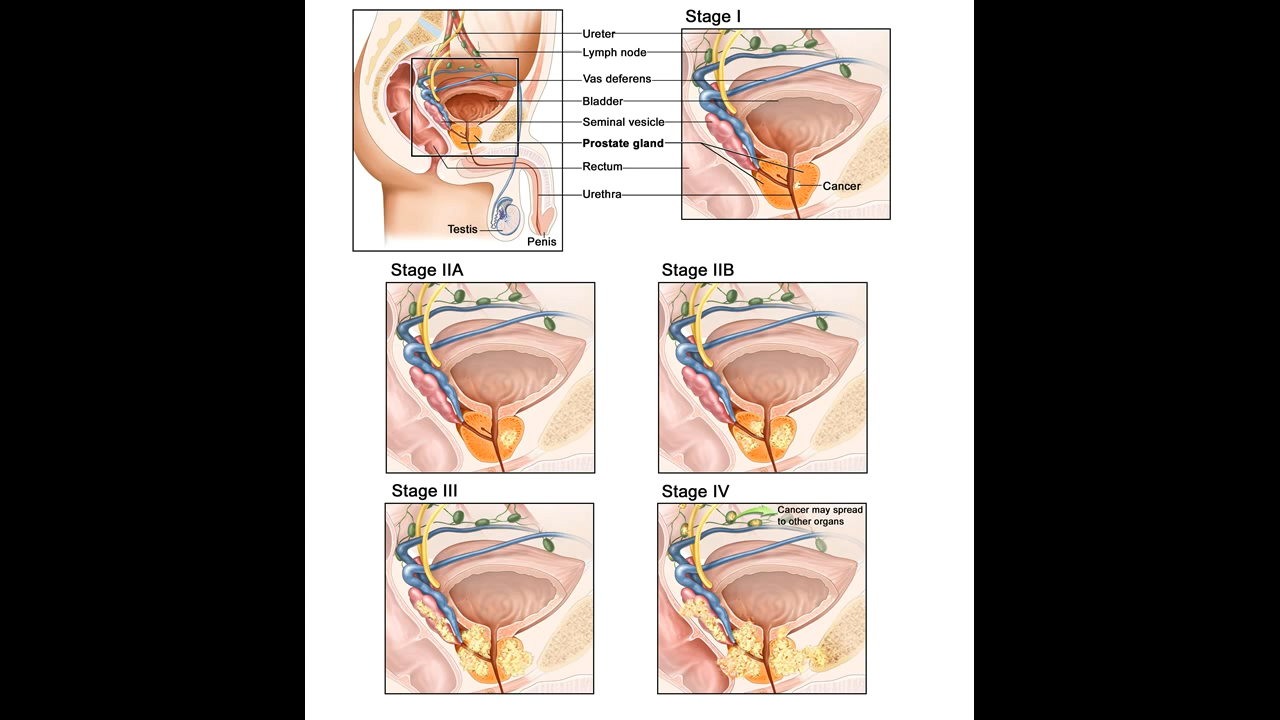 Stage I
Ureter
Lymph node
Vas deferens
Bladder
Seminal vesicle
Prostate gland
Rectum
Urethra
Cancer
Testis
Penis
Stage IIA
Stage IIB
Stage III
Stage IV
Cancer may spread
to other organs